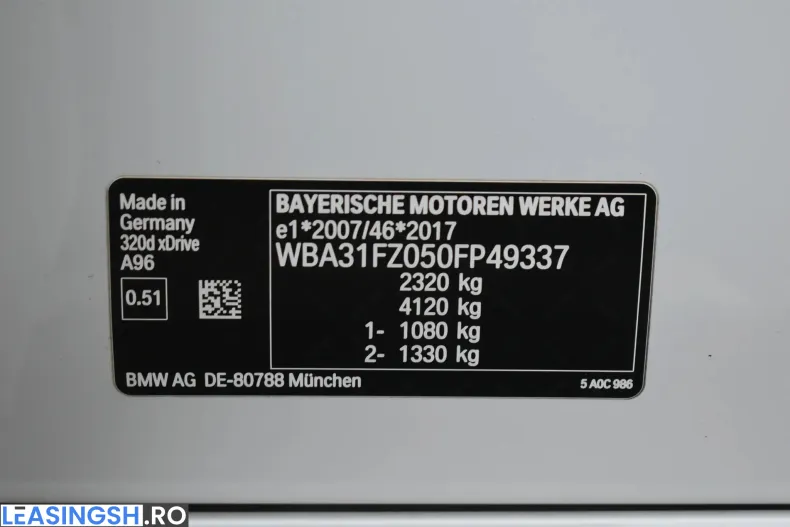 Made in
Germany
320d xDrive
A96
0.51
BAYERISCHE MOTOREN WERKE AG
e1*2007/46*2017
WBA31FZ050FP49337
2320 kg
4120 kg
1- 1080 kg
2- 1330 kg
BMW AG DE-80788 München
5 A0C 986
LEASINGSH.RO